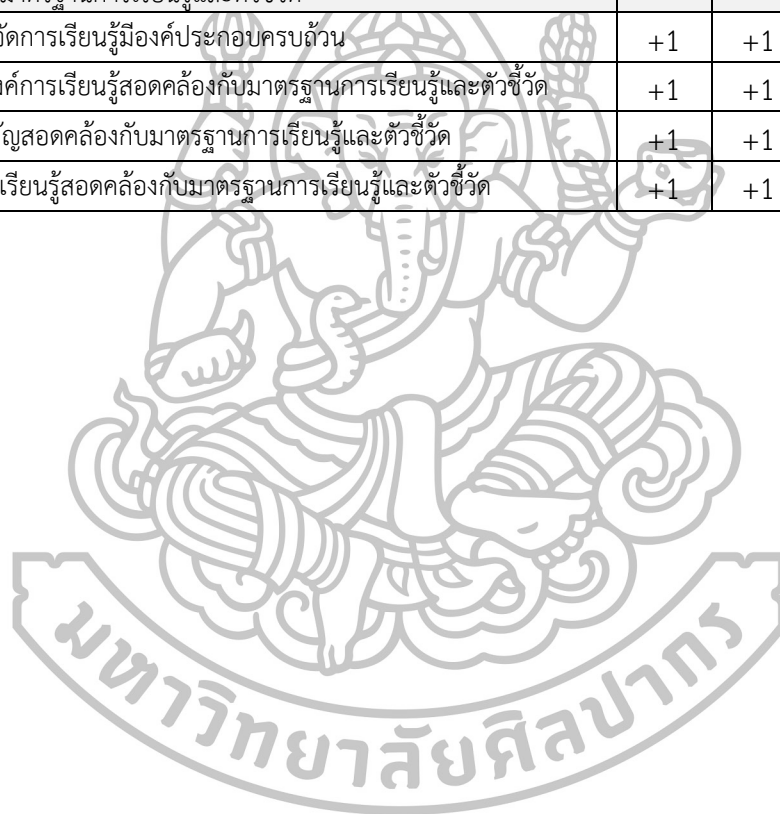 จัดการเรียนรู้มีองค์ประกอบครบถ้วน +1 +1
งค์การเรียนรู้สอดคล้องกับมาตรฐานการเรียนรู้และตัวชี้วัด +1 +1
ัญสอดคล้องกับมาตรฐานการเรียนรู้และตัวชี้วัด +1 +1
เรียนรู้สอดคล้องกับมาตรฐานการเรียนรู้และตัวชี้วัด +1 +1
มหาวิทยาลัยศิลปากร